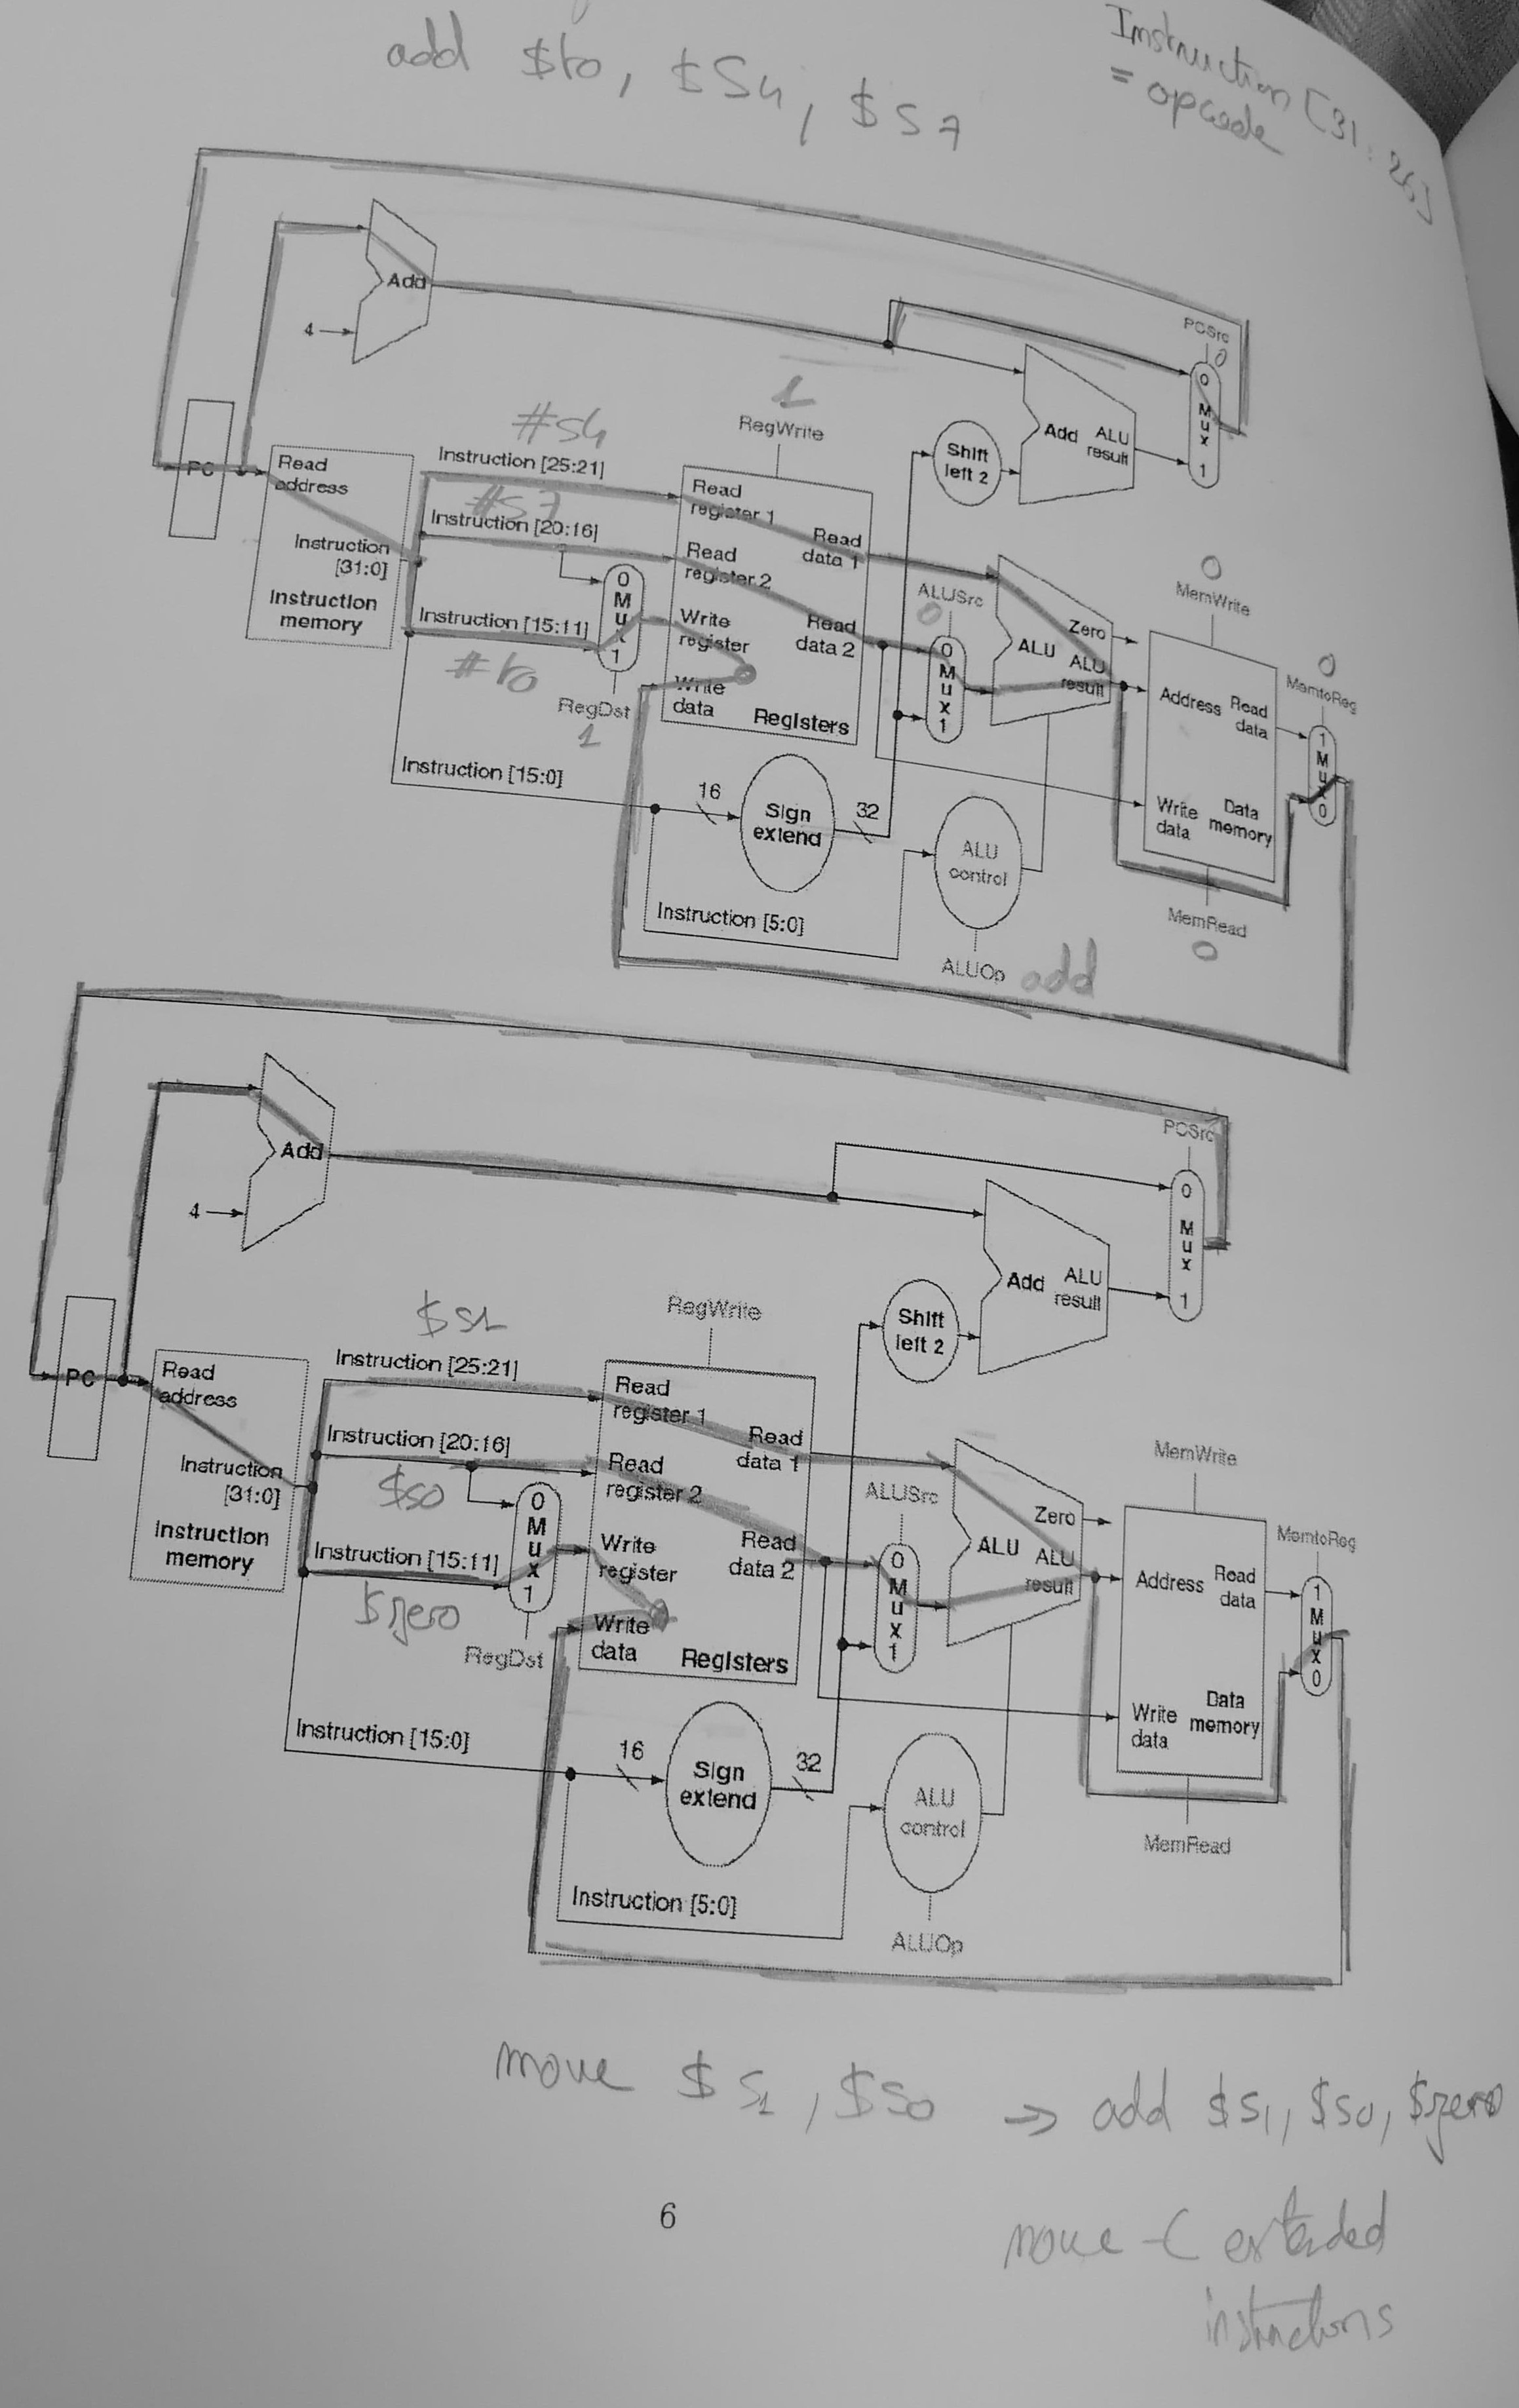 add $t0, $S4, $S7
Instruction [31:26]
= opcode
Add
4
PCSrc
0
0
Mux
1
Add ALU
result
Shift
left 2
1
RegWrite
#S4
Instruction [25:21]
#S7
Instruction [20:16]
Instruction [15:11]
#t0
PC
Read
address
Instruction
[31:0]
Instruction
memory
0
Mux
1
RegDst
1
Read
register 1
Read
data 1
Read
register 2
Read
data 2
Write
register
Write
data
Registers
ALUSrc
0
0
Mux
1
Zero
ALU ALU
result
0
MemWrite
Address
Read
data
Write
data
Data
memory
0
MemtoReg
1
Mux
0
MemRead
0
Instruction [15:0]
16
Sign
extend
32
ALU
control
Instruction [5:0]
ALUOp add
Add
4
PCSrc
0
Mux
1
Add ALU
result
Shift
left 2
RegWrite
$S1
Instruction [25:21]
Instruction [20:16]
$S0
Instruction [15:11]
$zero
PC
Read
address
Instruction
[31:0]
Instruction
memory
0
Mux
1
RegDst
Read
register 1
Read
data 1
Read
register 2
Read
data 2
Write
register
Write
data
Registers
ALUSrc
0
Mux
1
Zero
ALU ALU
result
MemWrite
Address
Read
data
Write
data
Data
memory
MemtoReg
1
Mux
0
MemRead
Instruction [15:0]
16
Sign
extend
32
ALU
control
Instruction [5:0]
ALUOp
move $S1, $S0 → add $S1, $S0, $zero
6
move -( extended
instructions